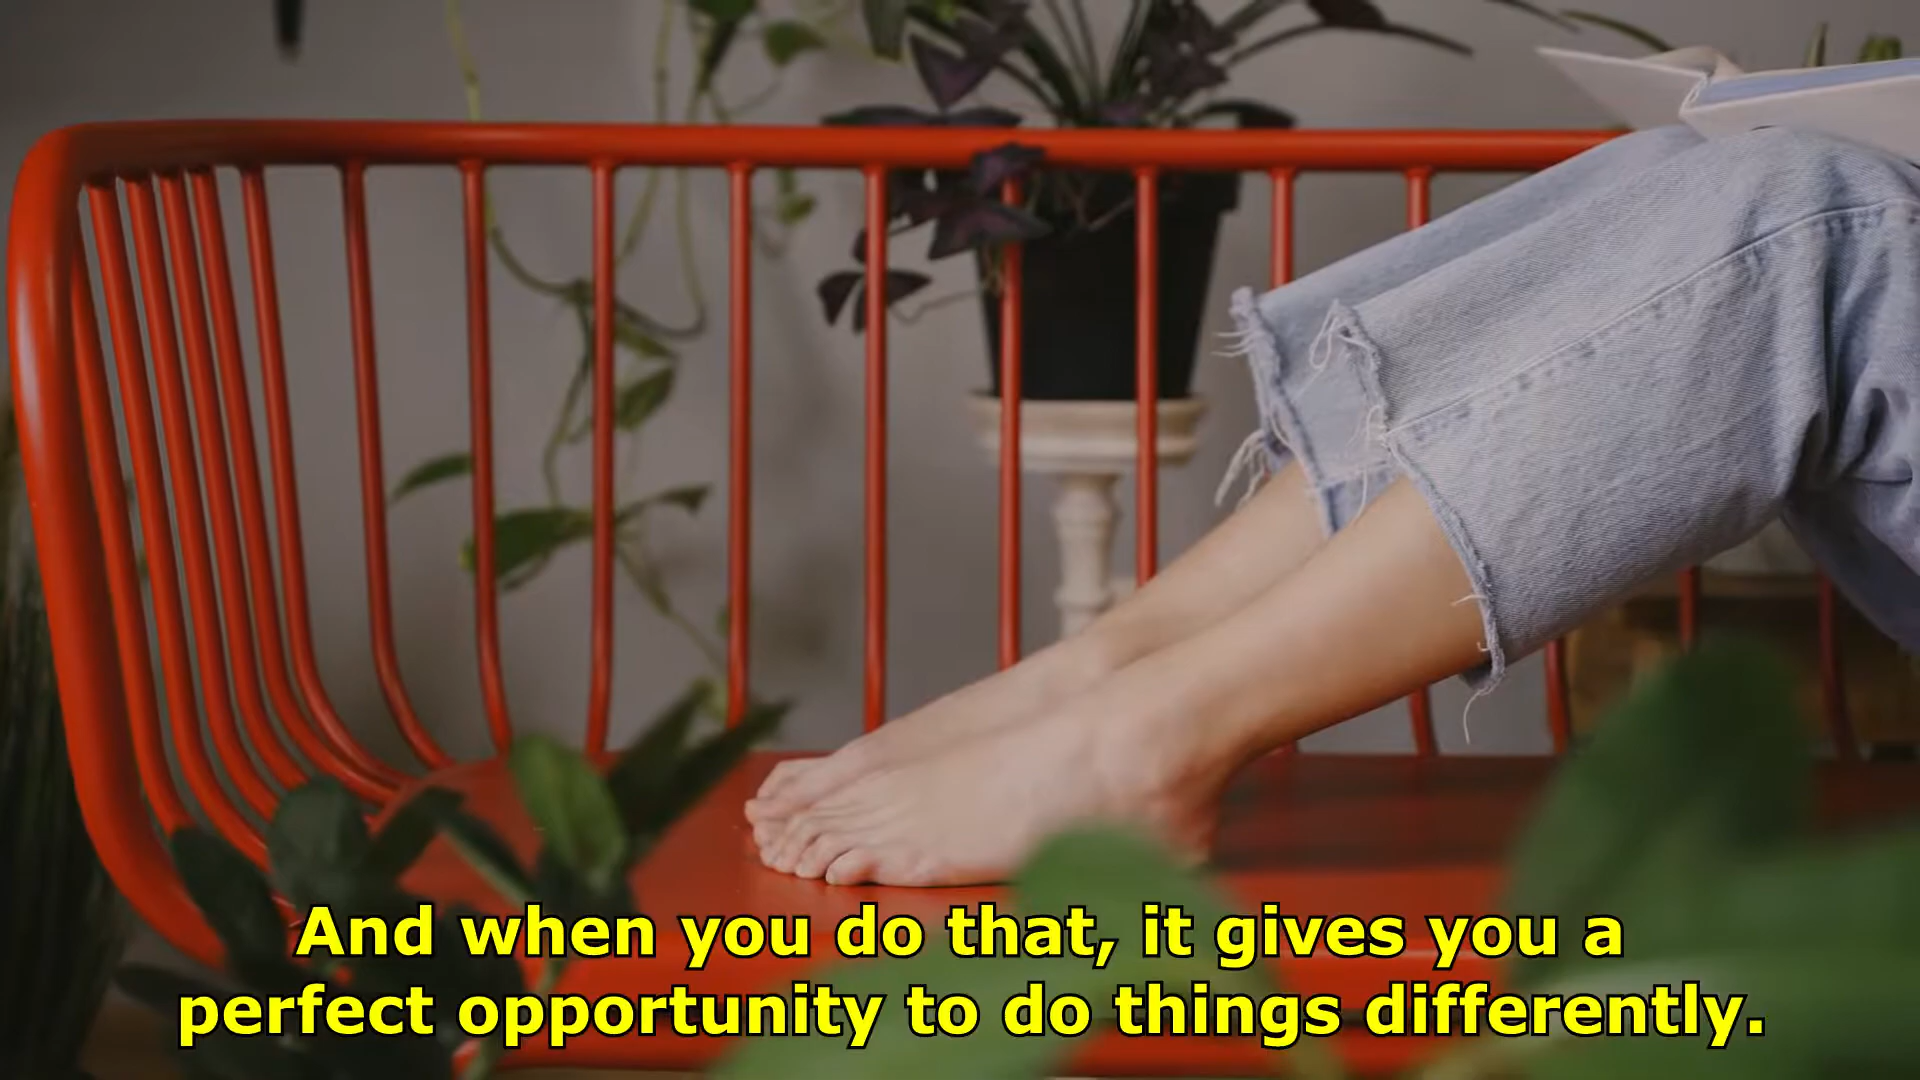 And when you do that, it gives you a
perfect opportunity to do things differently.